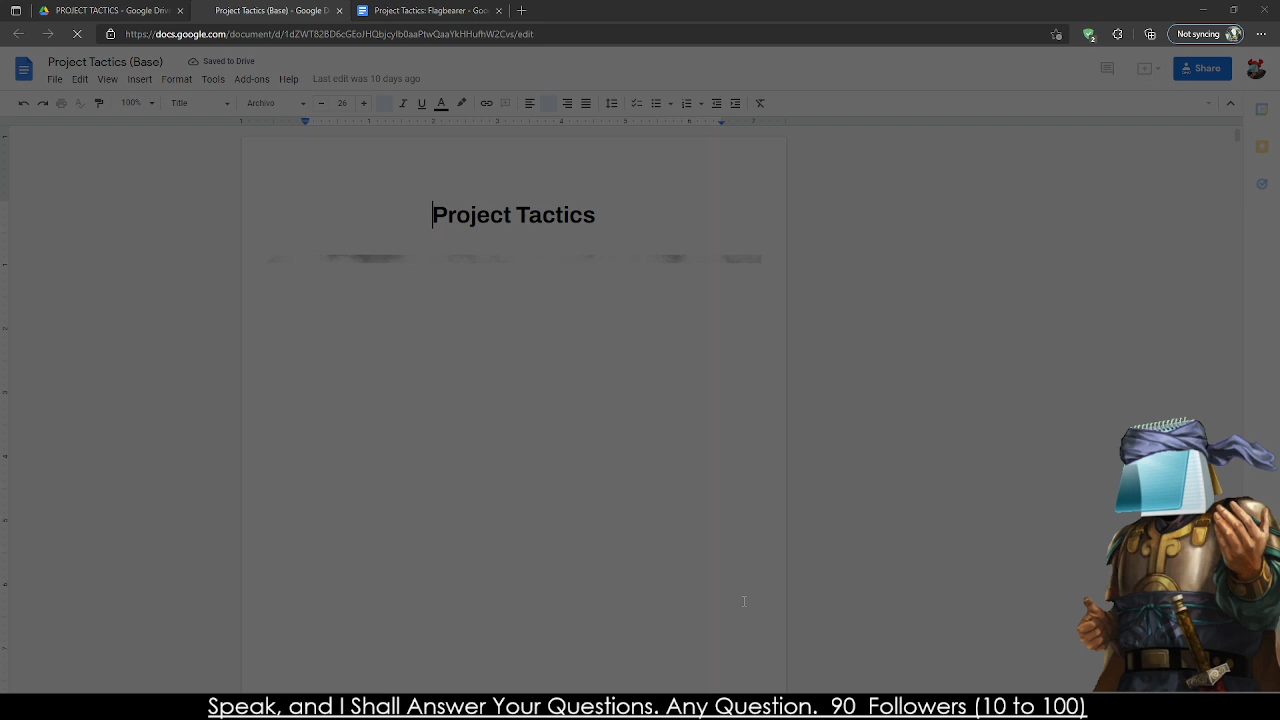 PROJECT TACTICS - Google Driv
Project Tactics (Base) - Google D
Project Tactics: Flagbearer - Goo
https://docs.google.com/document/d/1dZWT82BD6cGEoJHQbjcyIb0aaPtwQaaYkHHufhW2Cvs/edit
Not syncing
Project Tactics (Base)
Saved to Drive
File Edit View Insert Format Tools Add-ons Help Last edit was 10 days ago
Share
100% Title Archivo 26
Project Tactics
Speak, and I Shall Answer Your Questions. Any Question. 90 Followers (10 to 100)